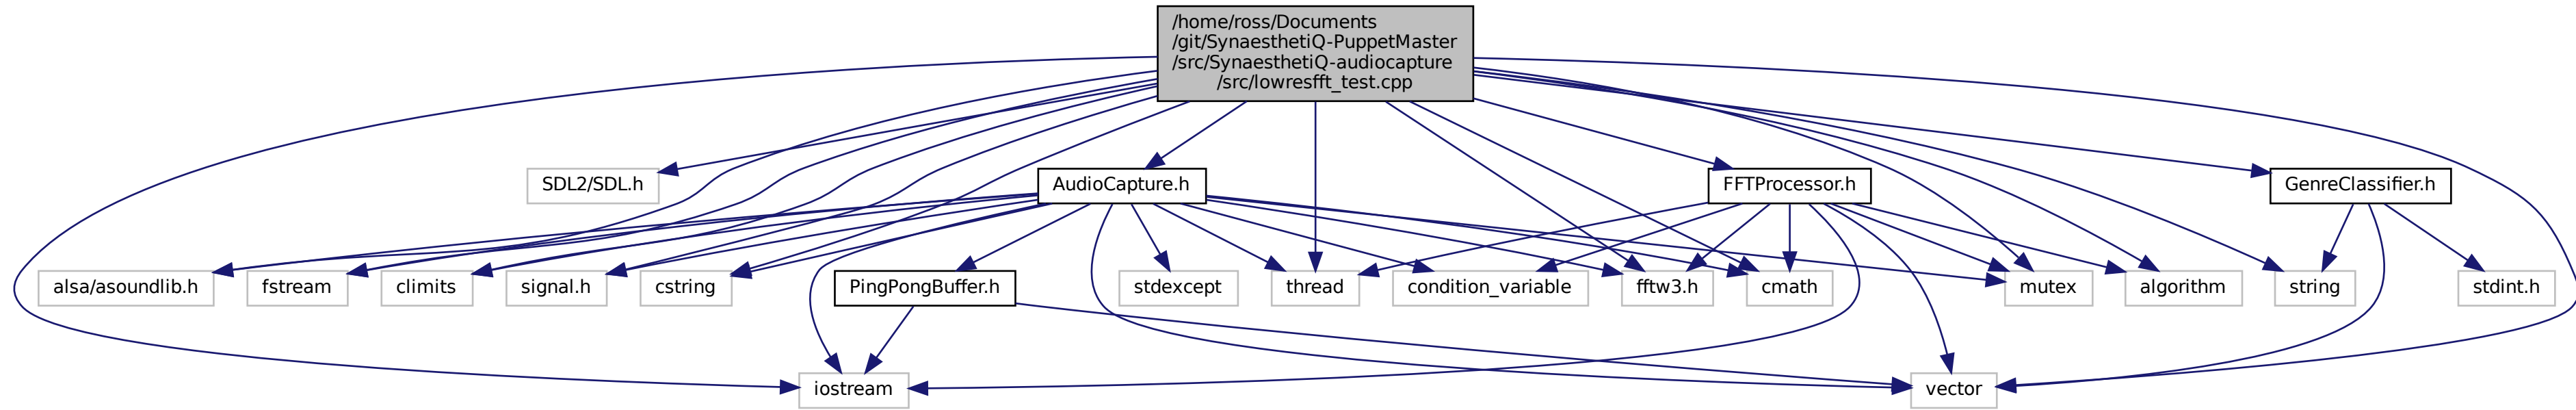 /home/ross/Documents
/git/SynaesthetiQ-PuppetMaster
/src/SynaesthetiQ-audiocapture
/src/lowresfft_test.cpp
SDL2/SDL.h
AudioCapture.h
FFTProcessor.h
GenreClassifier.h
alsa/asoundlib.h
fstream
climits
signal.h
cstring
PingPongBuffer.h
stdexcept
thread
condition_variable
fftw3.h
cmath
mutex
algorithm
string
stdint.h
iostream
vector